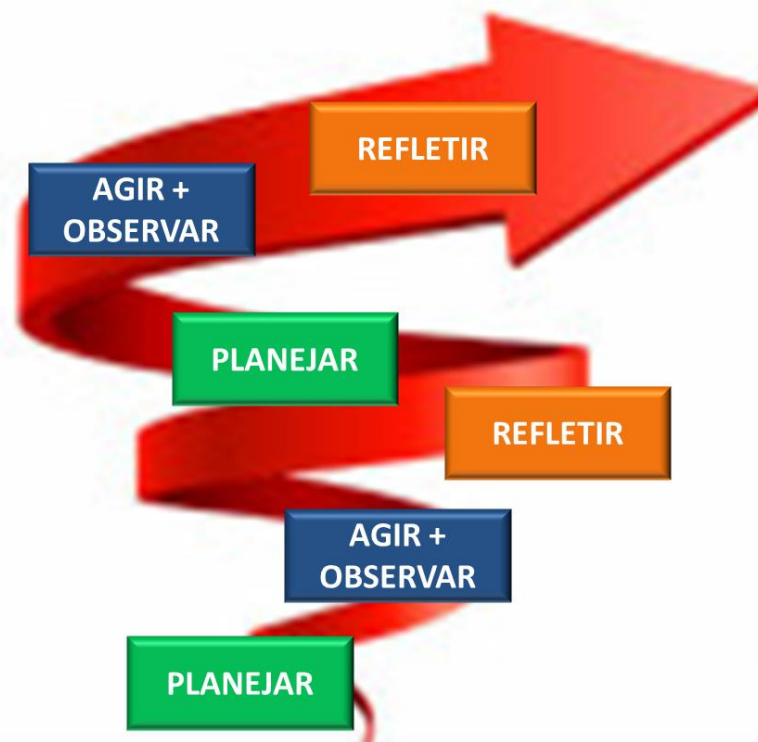 REFLETIR
AGIR +
OBSERVAR
PLANEJAR
REFLETIR
AGIR +
OBSERVAR
PLANEJAR